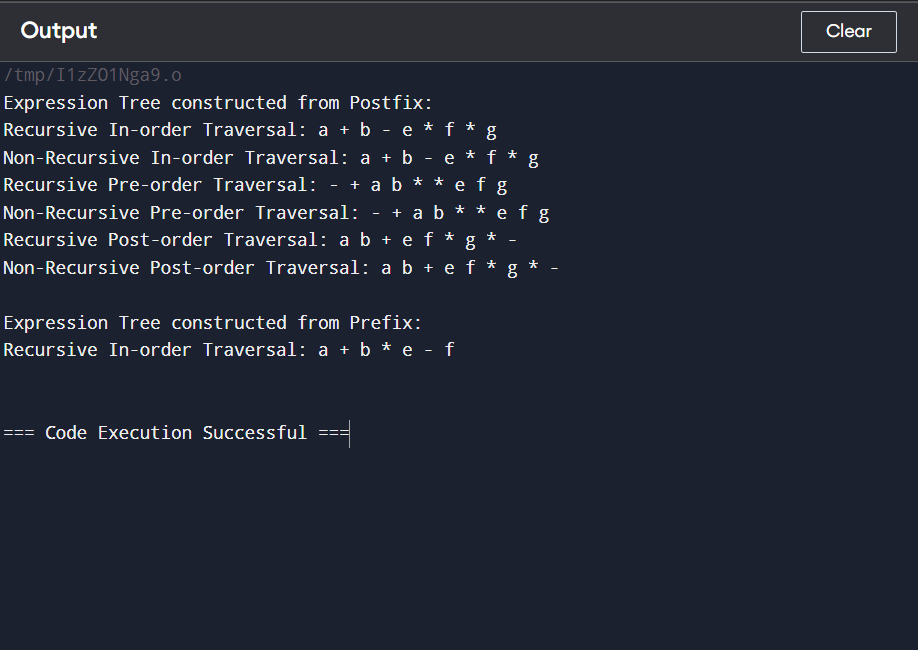 Output
Clear
/tmp/I1zZO1Nga9.o
Expression Tree constructed from Postfix:
Recursive In-order Traversal: a + b - e * f * g
Non-Recursive In-order Traversal: a + b - e * f * g
Recursive Pre-order Traversal: - + a b * * e f g
Non-Recursive Pre-order Traversal: - + a b * * e f g
Recursive Post-order Traversal: a b + e f * g * -
Non-Recursive Post-order Traversal: a b + e f * g * -
Expression Tree constructed from Prefix:
Recursive In-order Traversal: a + b * e - f
=== Code Execution Successful ===